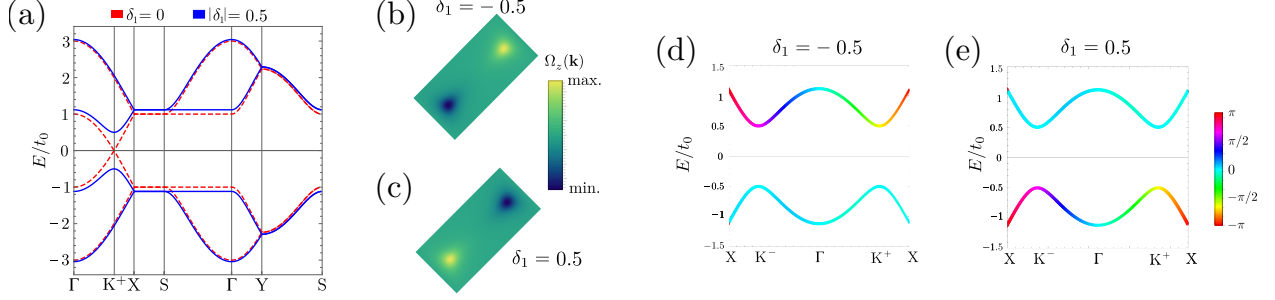 (a)
δ₁ = 0
|δ₁| = 0.5
E/t₀
3
2
1
0
−1
−2
−3
Γ K⁺ X S Γ Y S
(b)
δ₁ = − 0.5
Ω_z(k)
max.
min.
(c)
δ₁ = 0.5
(d)
δ₁ = − 0.5
E/t₀
1.5
1
0.5
0
−0.5
−1
−1.5
X K⁻ Γ K⁺ X
(e)
δ₁ = 0.5
E/t₀
1.5
1
0.5
0
−0.5
−1
−1.5
X K⁻ Γ K⁺ X
π
π/2
0
−π/2
−π